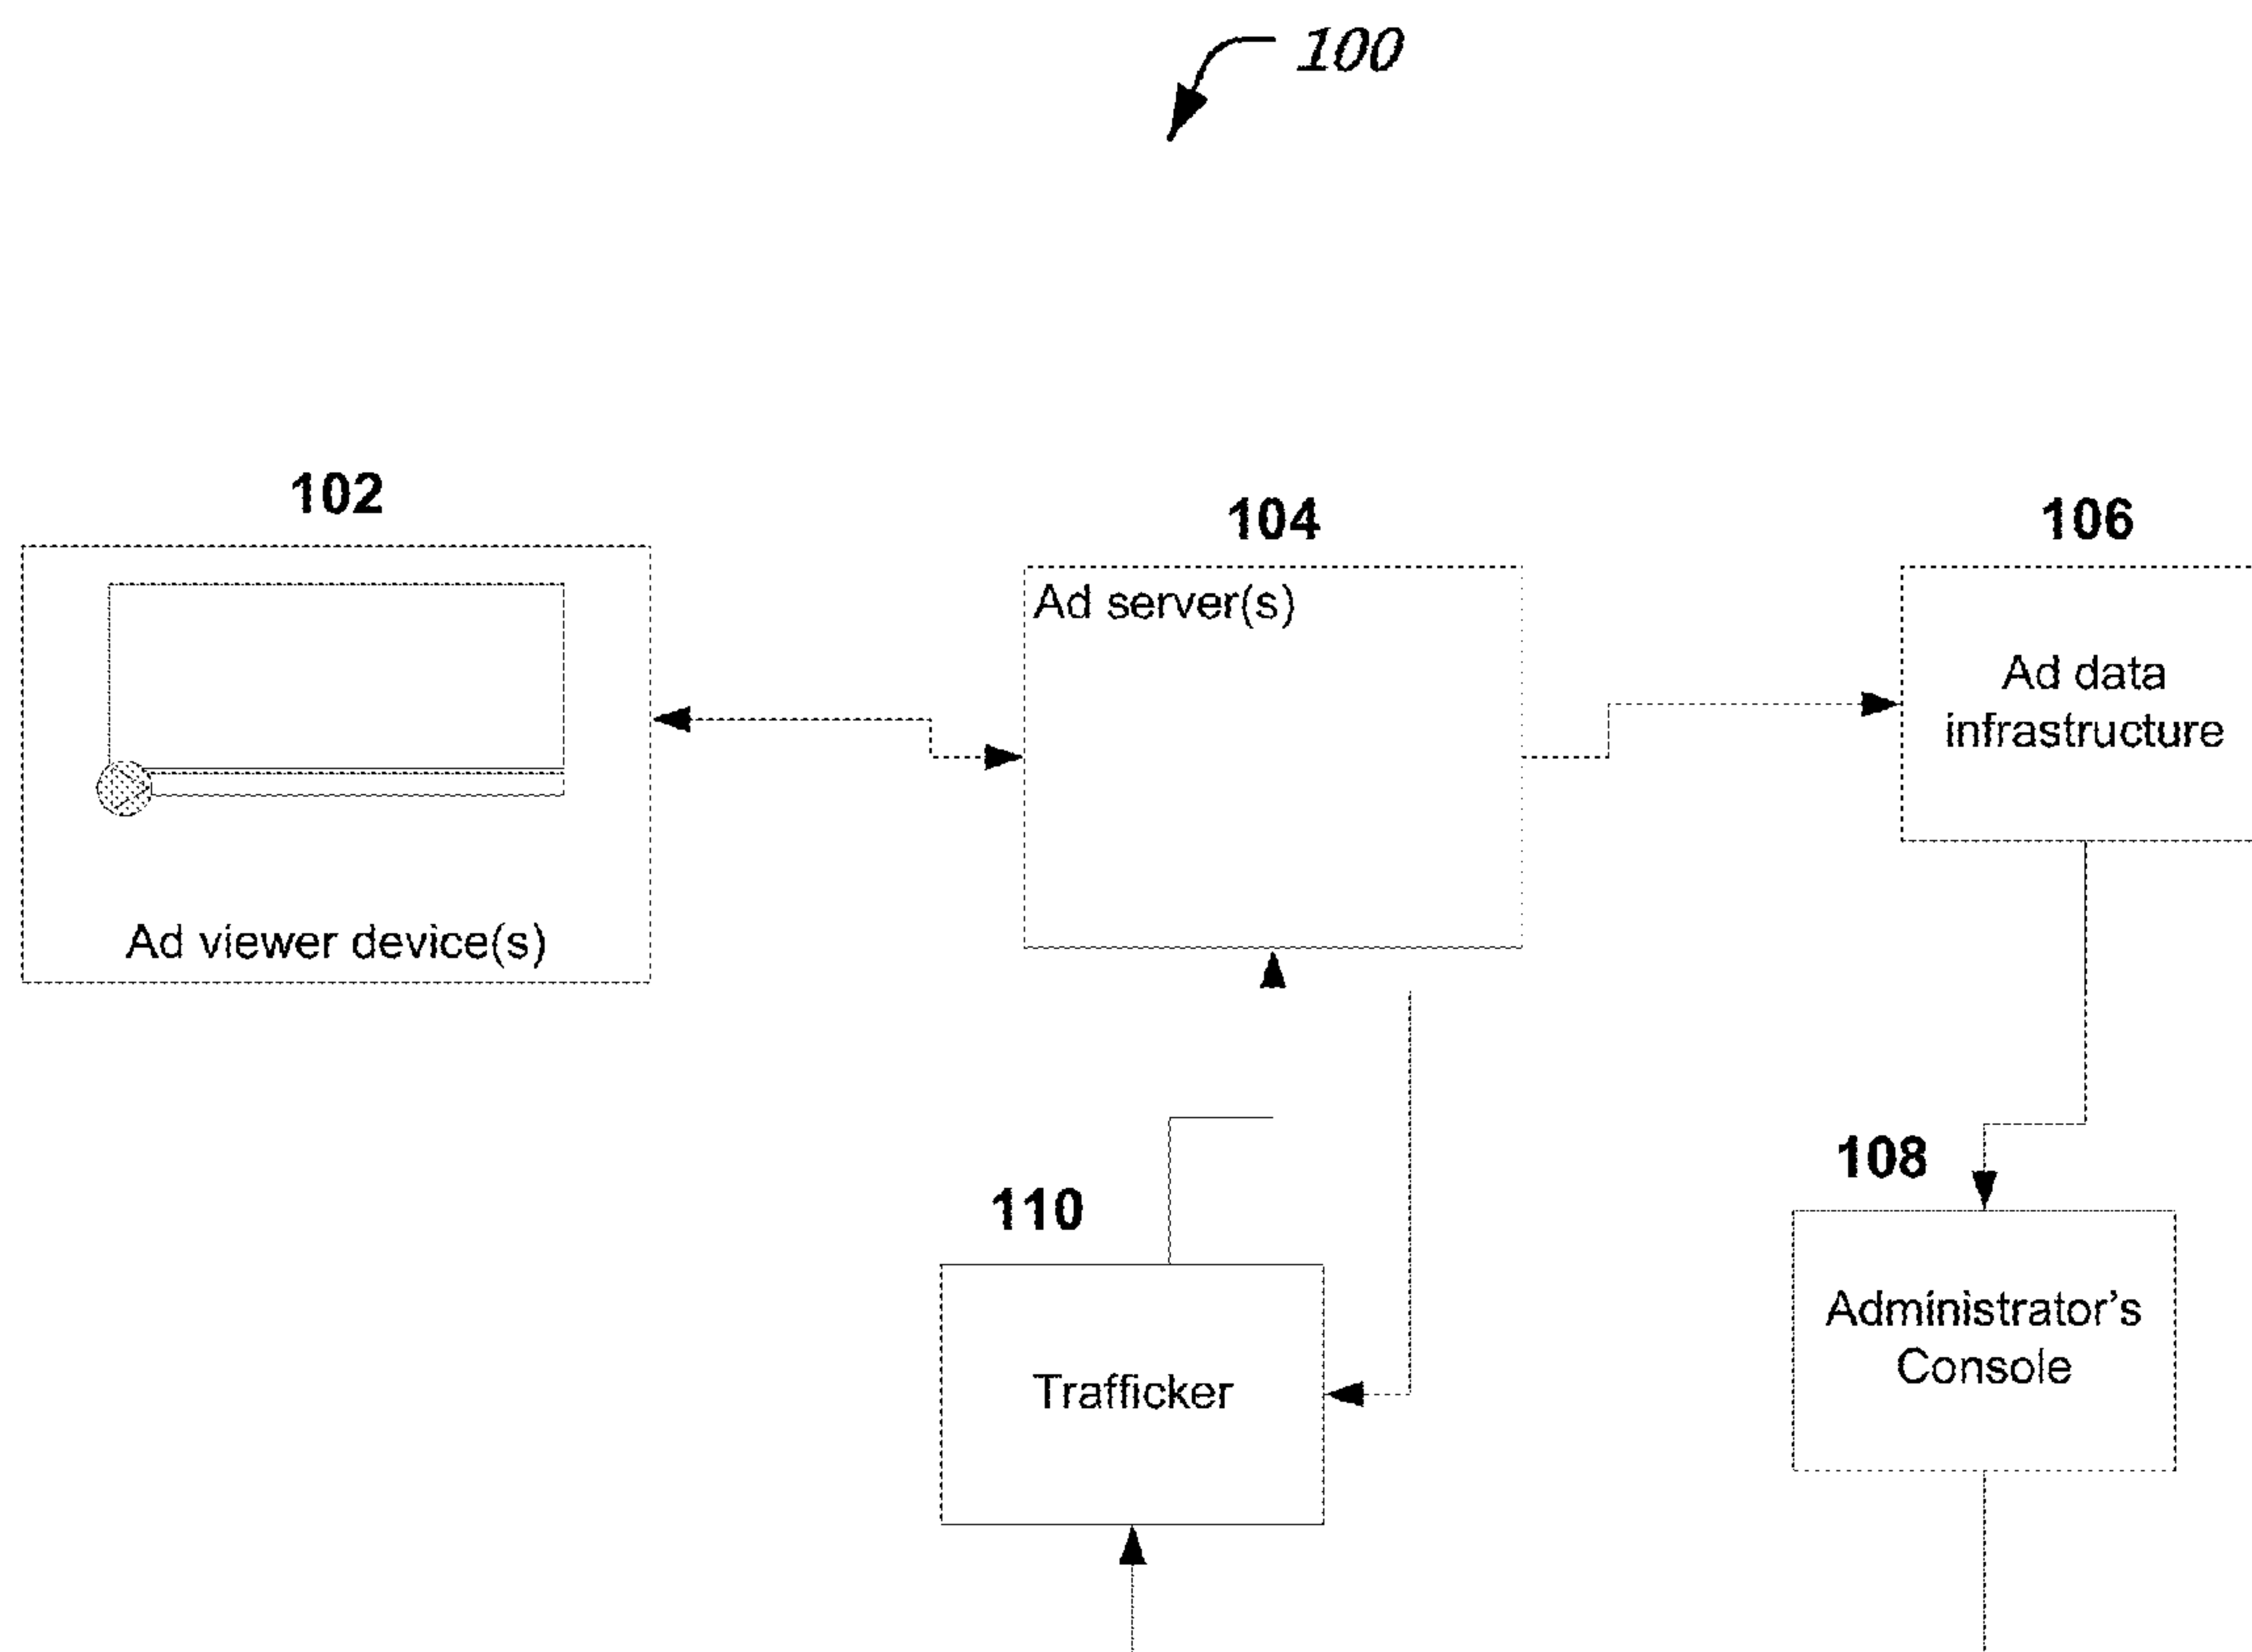 100
102
104
106
Ad server(s)
Ad data
infrastructure
Ad viewer device(s)
108
110
Administrator's
Console
Trafficker